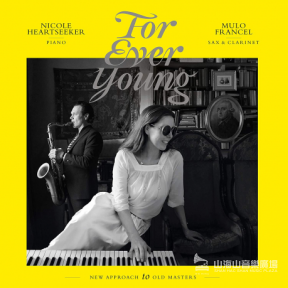 NICOLE
HEARTSEEKER
PIANO
For
Ever
Young
MULO
FRANCEL
SAX & CLARINET
NEW APPROACH to OLD MASTERS